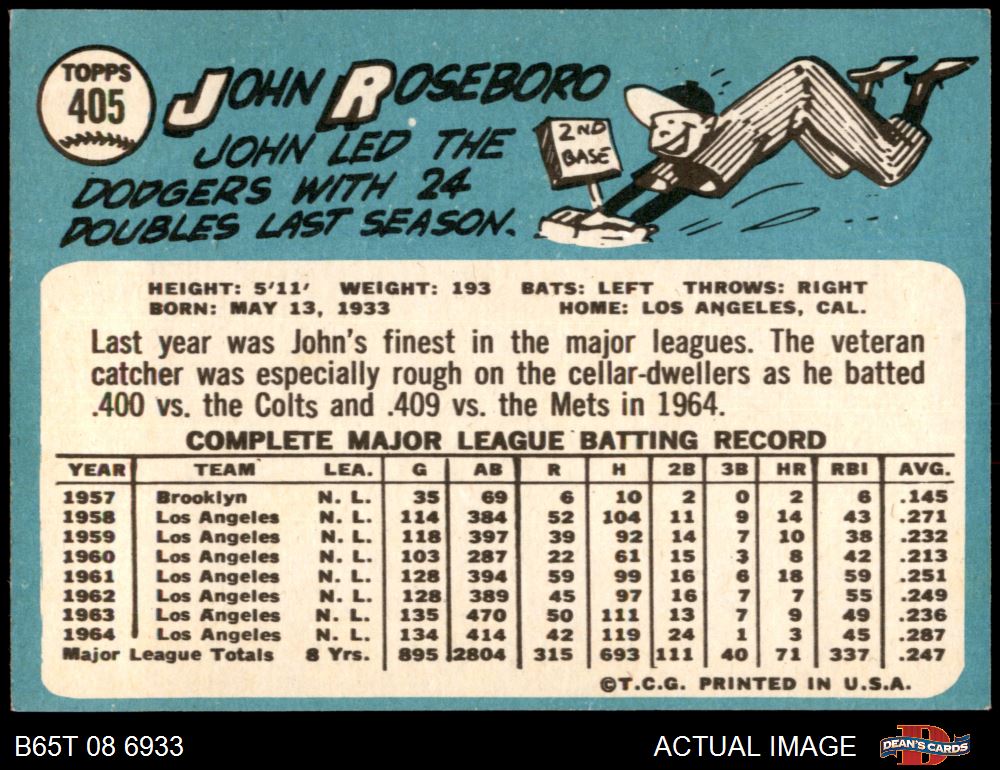 TOPPS
405
JOHN ROSEBORO
JOHN LED THE
DODGERS WITH 24
DOUBLES LAST SEASON.
2ND
BASE
HEIGHT: 5'11' WEIGHT: 193 BATS: LEFT THROWS: RIGHT
BORN: MAY 13, 1933 HOME: LOS ANGELES, CAL.
Last year was John's finest in the major leagues. The veteran
catcher was especially rough on the cellar-dwellers as he batted
.400 vs. the Colts and .409 vs. the Mets in 1964.
COMPLETE MAJOR LEAGUE BATTING RECORD
YEAR TEAM LEA. G AB R H 2B 3B HR RBI AVG.
1957 Brooklyn N. L. 35 69 6 10 2 0 2 6 .145
1958 Los Angeles N. L. 114 384 52 104 11 9 14 43 .271
1959 Los Angeles N. L. 118 397 39 92 14 7 10 38 .232
1960 Los Angeles N. L. 103 287 22 61 15 3 8 42 .213
1961 Los Angeles N. L. 128 394 59 99 16 6 18 59 .251
1962 Los Angeles N. L. 128 389 45 97 16 7 7 55 .249
1963 Los Angeles N. L. 135 470 50 111 13 7 9 49 .236
1964 Los Angeles N. L. 134 414 42 119 24 1 3 45 .287
Major League Totals 8 Yrs. 895 2804 315 693 111 40 71 337 .247
©T.C.G. PRINTED IN U.S.A.
B65T 08 6933 ACTUAL IMAGE DEAN'S CARDS